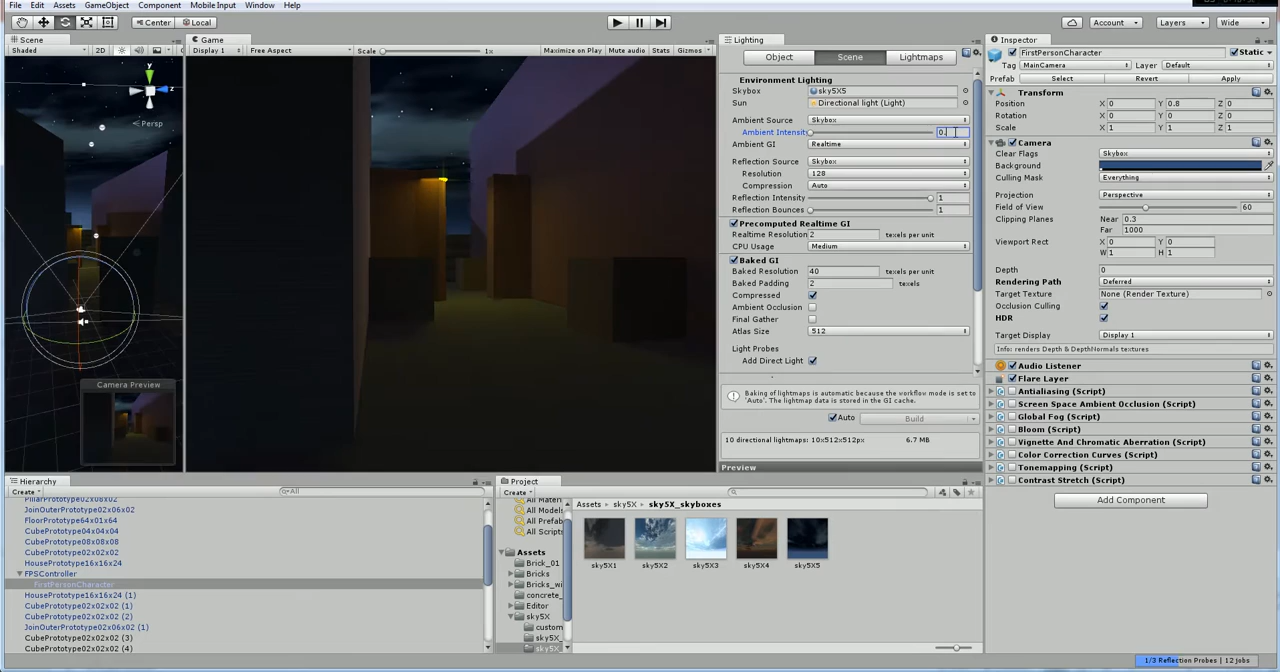 File Edit Assets GameObject Component Mobile Input Window Help
Center Local Account Layers Wide
Scene Game Lighting Inspector
Shaded 2D Display 1 Free Aspect Scale 1x Maximize on Play Mute audio Stats Gizmos
y
z
Persp
Camera Preview
Object Scene Lightmaps
Environment Lighting
Skybox sky5X5
Sun Directional light (Light)
Ambient Source Skybox
Ambient Intensit 0.
Ambient GI Realtime
Reflection Source Skybox
Resolution 128
Compression Auto
Reflection Intensity 1
Reflection Bounces 1
Precomputed Realtime GI
Realtime Resolution 2 texels per unit
CPU Usage Medium
Baked GI
Baked Resolution 40 texels per unit
Baked Padding 2 texels
Compressed
Ambient Occlusion
Final Gather
Atlas Size 512
Light Probes
Add Direct Light
Baking of lightmaps is automatic because the workflow mode is set to 'Auto'. The lightmap data is stored in the GI cache.
Auto Build
10 directional lightmaps: 10x512x512px 6.7 MB
Preview
FirstPersonCharacter Static
Tag MainCamera Layer Default
Prefab Select Revert Apply
Transform
Position X 0 Y 0.8 Z 0
Rotation X 0 Y 0 Z 0
Scale X 1 Y 1 Z 1
Camera
Clear Flags Skybox
Background
Culling Mask Everything
Projection Perspective
Field of View 60
Clipping Planes Near 0.3
Far 1000
Viewport Rect X 0 Y 0
W 1 H 1
Depth 0
Rendering Path Deferred
Target Texture None (Render Texture)
Occlusion Culling
HDR
Target Display Display 1
Info: renders Depth & DepthNormals textures
Audio Listener
Flare Layer
Antialiasing (Script)
Screen Space Ambient Occlusion (Script)
Global Fog (Script)
Bloom (Script)
Vignette And Chromatic Aberration (Script)
Color Correction Curves (Script)
Tonemapping (Script)
Contrast Stretch (Script)
Add Component
Hierarchy
Create All
PillarPrototype02x08x02
JoinOuterPrototype02x06x02
FloorPrototype64x01x64
CubePrototype04x04x04
CubePrototype08x08x08
CubePrototype02x02x02
HousePrototype16x16x24
FPSController
FirstPersonCharacter
HousePrototype16x16x24 (1)
CubePrototype02x02x02 (1)
CubePrototype02x02x02 (2)
JoinOuterPrototype02x06x02 (1)
CubePrototype02x02x02 (3)
CubePrototype02x02x02 (4)
Project
Create
All Materi
All Models
All Prefab
All Scripts
Assets
Brick_01
Bricks
Bricks_wi
concrete_
Editor
sky5X
custom
sky5X_
sky5X
Assets sky5X sky5X_skyboxes
sky5X1 sky5X2 sky5X3 sky5X4 sky5X5
1/3 Reflection Probes | 12 jobs